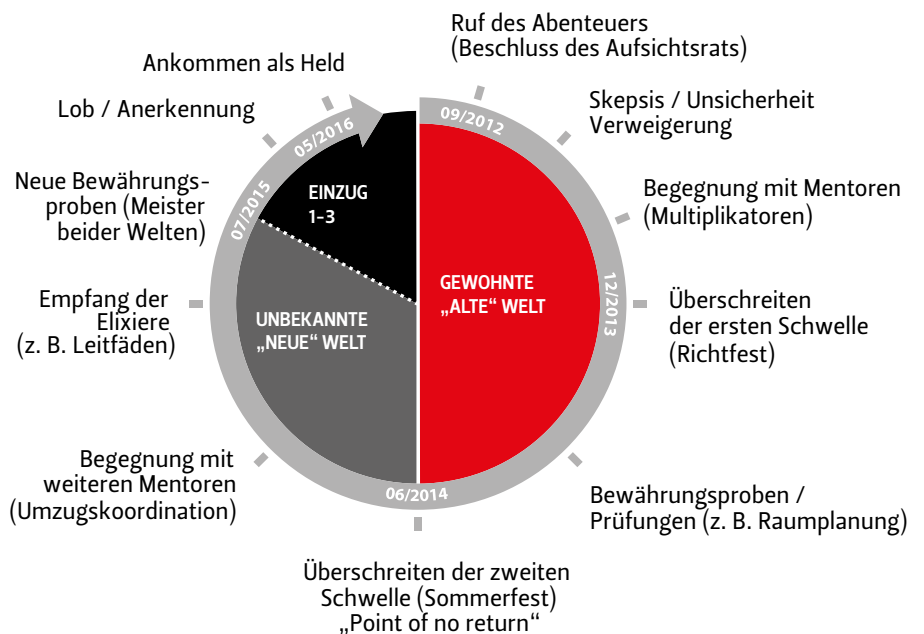 Ruf des Abenteuers
(Beschluss des Aufsichtsrats)
Skepsis / Unsicherheit
Verweigerung
Begegnung mit Mentoren
(Multiplikatoren)
Überschreiten
der ersten Schwelle
(Richtfest)
Bewährungsproben /
Prüfungen (z. B. Raumplanung)
Überschreiten der zweiten
Schwelle (Sommerfest)
„Point of no return“
Begegnung mit
weiteren Mentoren
(Umzugskoordination)
Empfang der
Elixiere
(z. B. Leitfäden)
Neue Bewährungs-
proben (Meister
beider Welten)
Lob / Anerkennung
Ankommen als Held
09/2012
12/2013
06/2014
07/2015
05/2016
GEWOHNTE
„ALTE“ WELT
UNBEKANNTE
„NEUE“ WELT
EINZUG
1–3